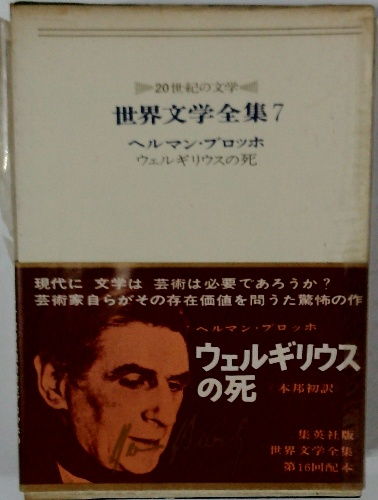 20世紀の文学
世界文学全集7
ヘルマン・ブロッホ
ウェルギリウスの死
現代に 文学は 芸術は必要であろうか?
芸術家自らがその存在価値を問うた驚怖の作
ヘルマン・ブロッホ
ウェルギリウス
の死
本邦初訳
集英社版
世界文学全集
第16回配本